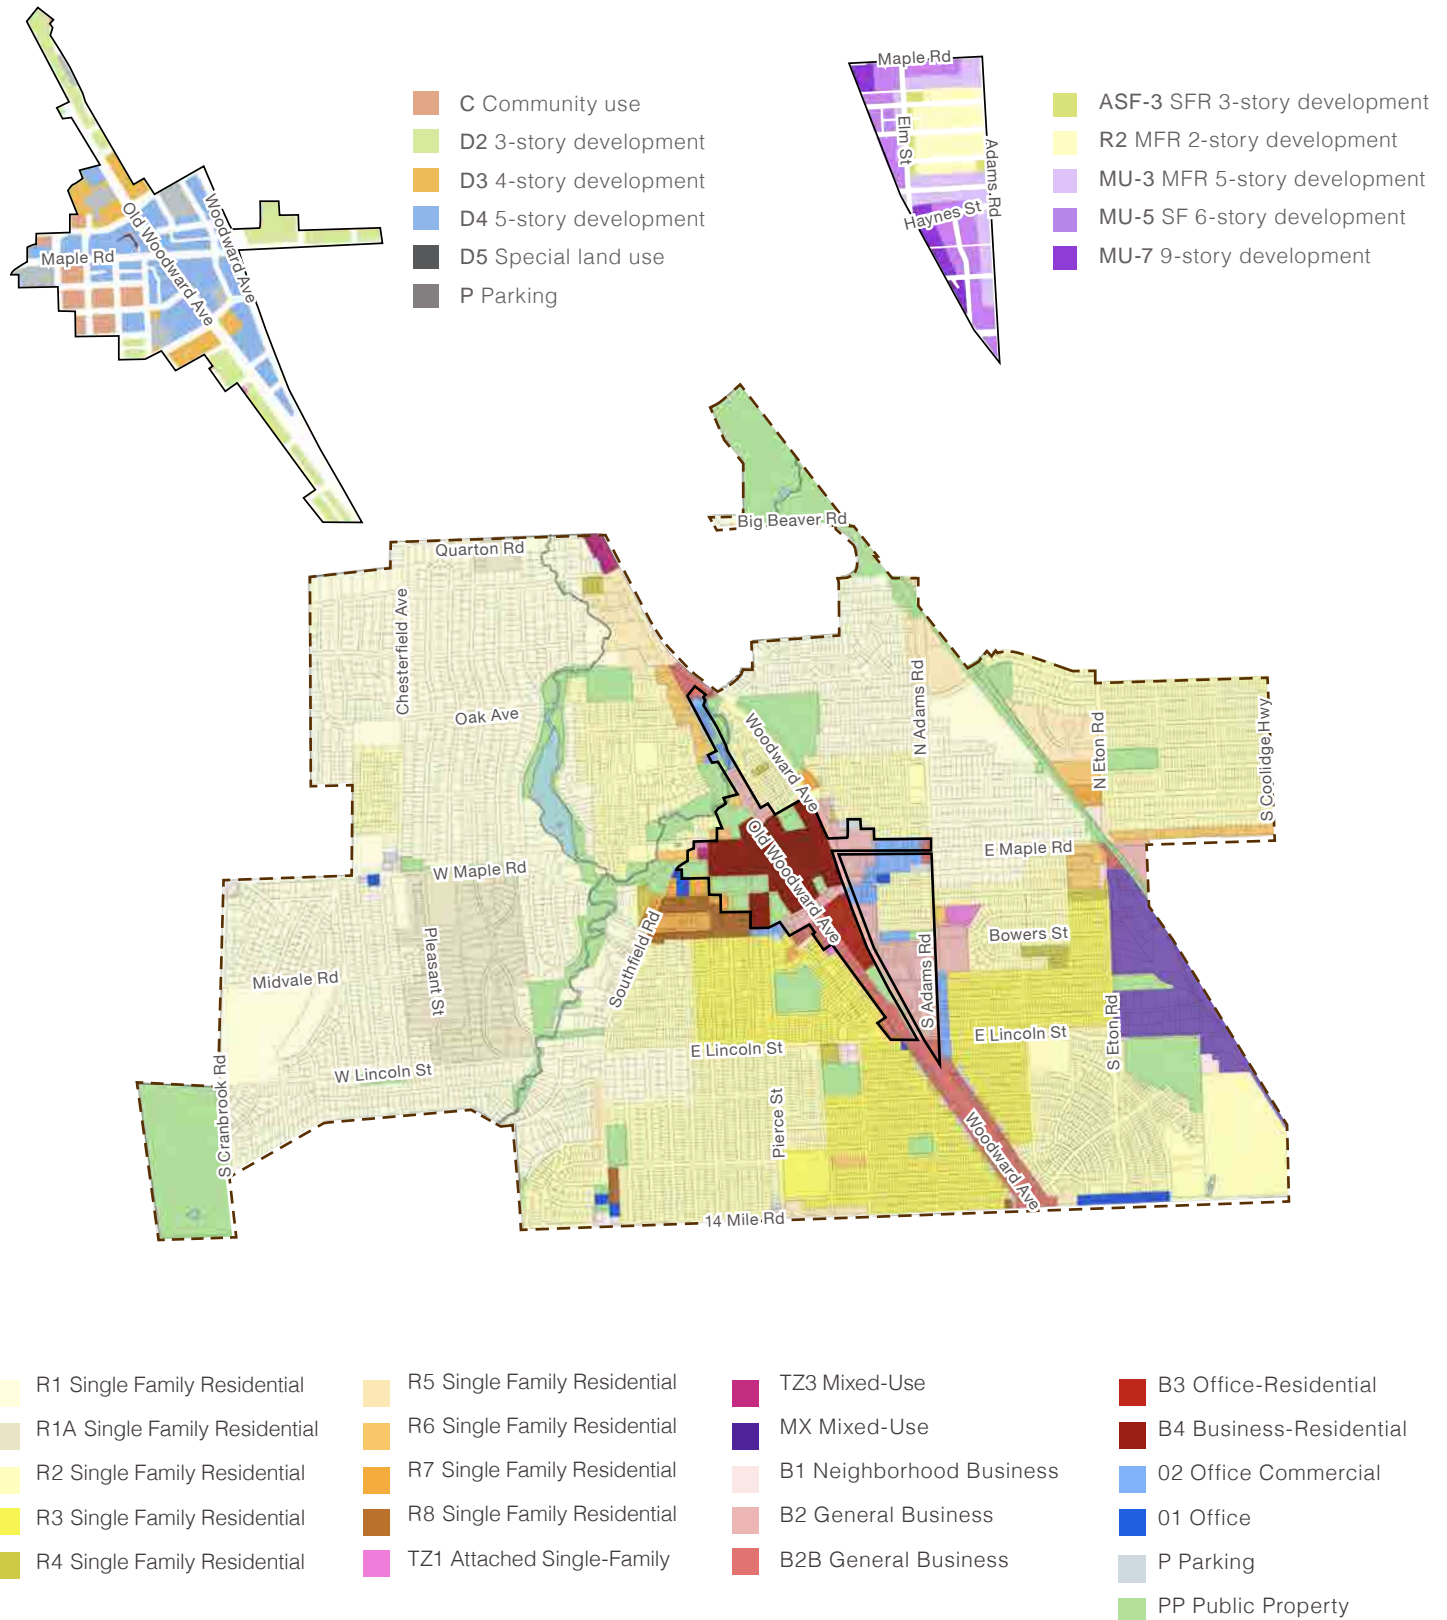 Maple Rd
Old Woodward Ave
Woodward Ave
C Community use
D2 3-story development
D3 4-story development
D4 5-story development
D5 Special land use
P Parking
Maple Rd
Elm St
Adams Rd
Haynes St
ASF-3 SFR 3-story development
R2 MFR 2-story development
MU-3 MFR 5-story development
MU-5 SF 6-story development
MU-7 9-story development
Big Beaver Rd
Quarton Rd
Chesterfield Ave
Oak Ave
Woodward Ave
N Adams Rd
N Eton Rd
S Coolidge Hwy
Old Woodward Ave
E Maple Rd
W Maple Rd
Pleasant St
Southfield Rd
Bowers St
Midvale Rd
S Adams Rd
S Eton Rd
E Lincoln St
E Lincoln St
W Lincoln St
S Cranbrook Rd
Pierce St
Woodward Ave
14 Mile Rd
R1 Single Family Residential
R1A Single Family Residential
R2 Single Family Residential
R3 Single Family Residential
R4 Single Family Residential
R5 Single Family Residential
R6 Single Family Residential
R7 Single Family Residential
R8 Single Family Residential
TZ1 Attached Single-Family
TZ3 Mixed-Use
MX Mixed-Use
B1 Neighborhood Business
B2 General Business
B2B General Business
B3 Office-Residential
B4 Business-Residential
02 Office Commercial
01 Office
P Parking
PP Public Property